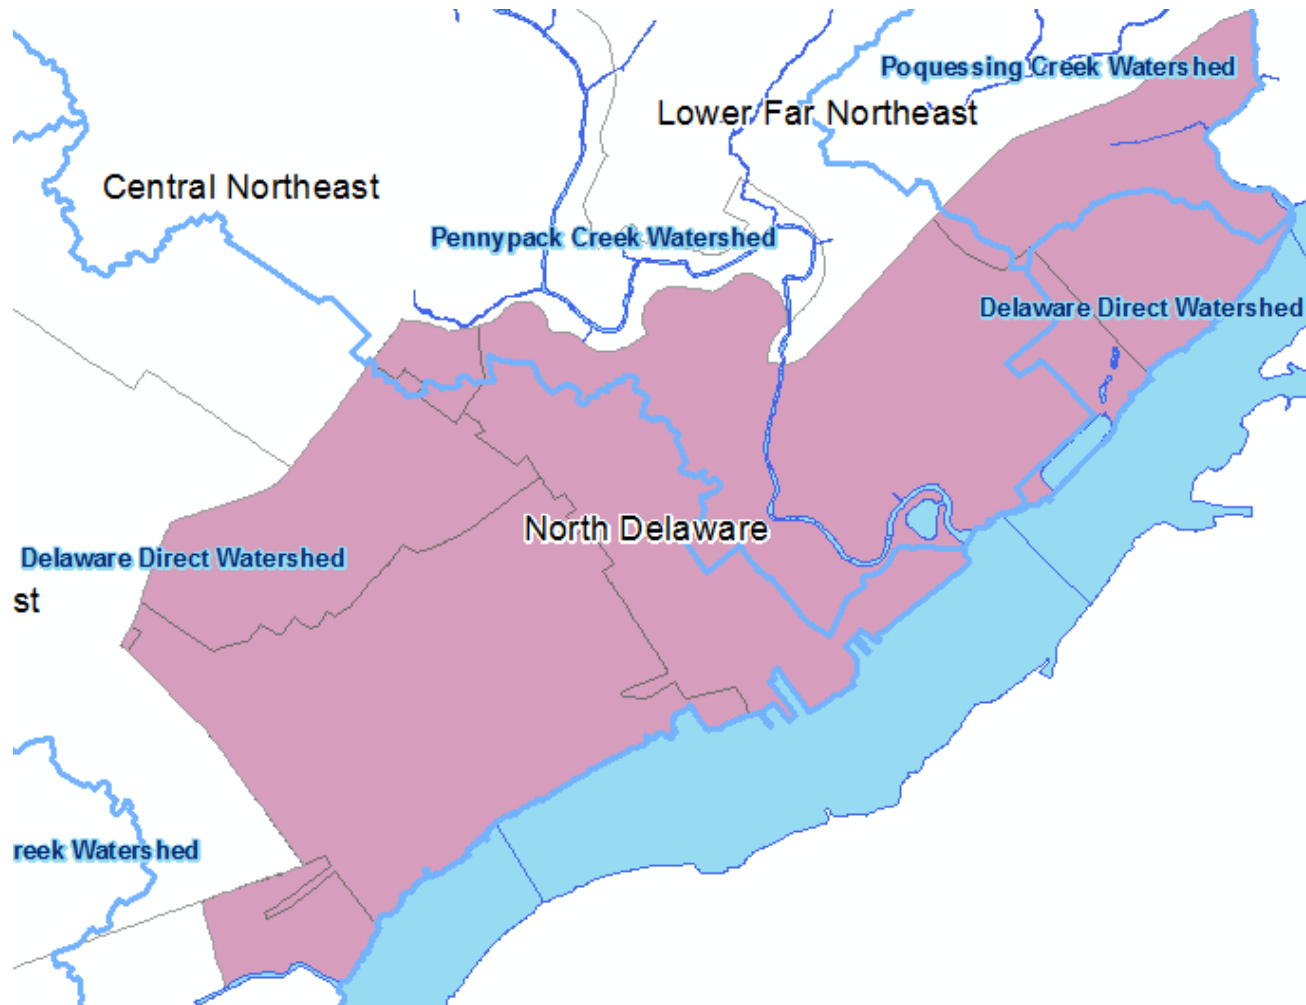 Poquessing Creek Watershed
Lower Far Northeast
Central Northeast
Pennypack Creek Watershed
Delaware Direct Watershed
North Delaware
Delaware Direct Watershed
st
reek Watershed